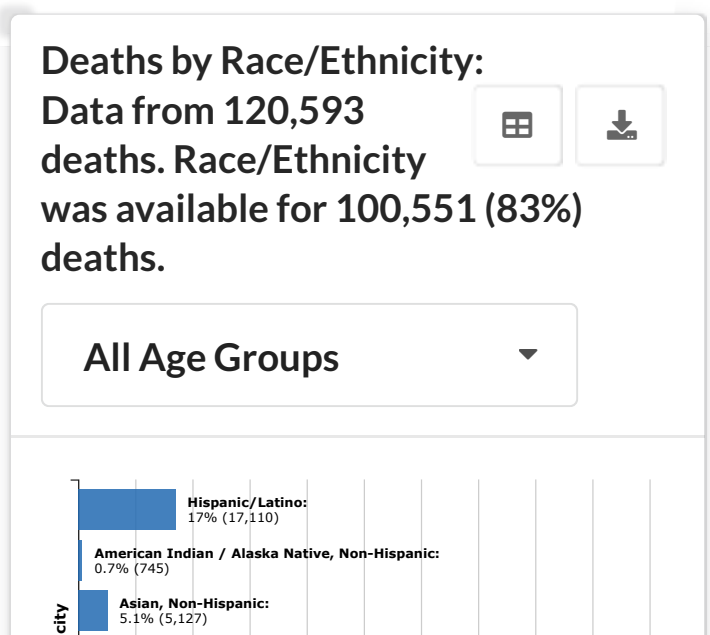 Deaths by Race/Ethnicity:
Data from 120,593
deaths. Race/Ethnicity
was available for 100,551 (83%)
deaths.
All Age Groups
Hispanic/Latino:
17% (17,110)
American Indian / Alaska Native, Non-Hispanic:
0.7% (745)
Asian, Non-Hispanic:
5.1% (5,127)
city